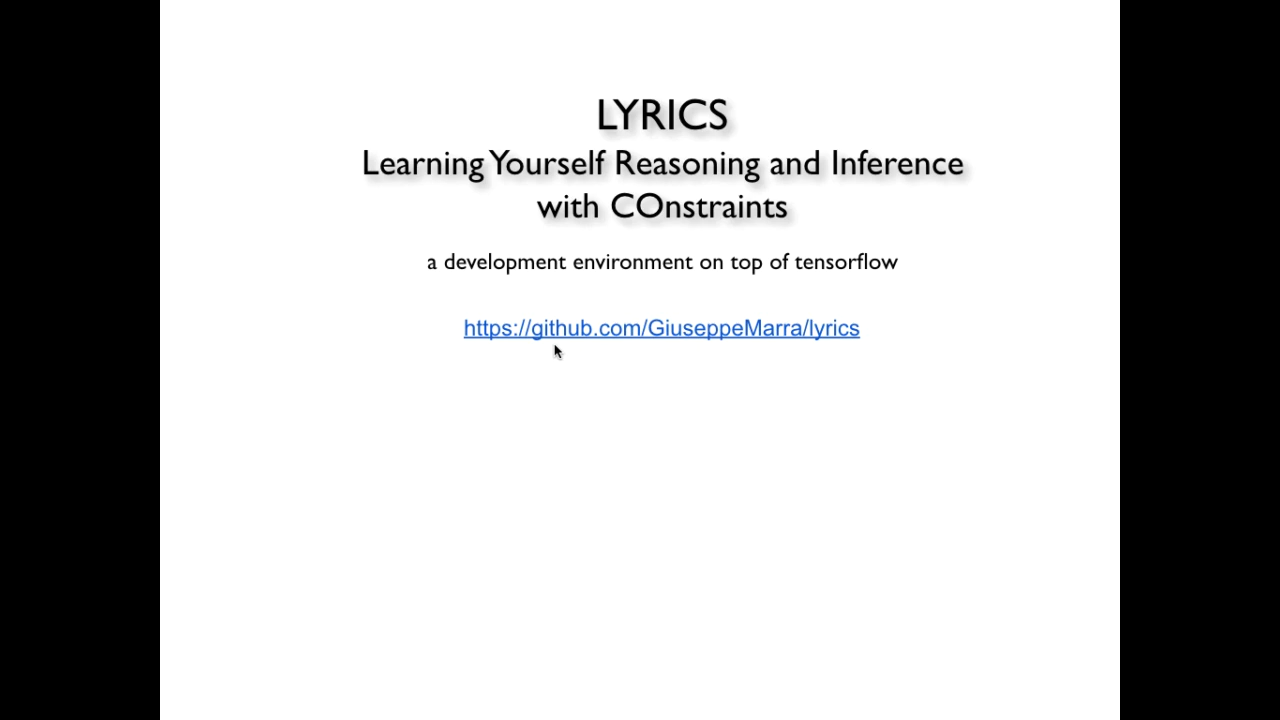 LYRICS
Learning Yourself Reasoning and Inference
with COnstraints
a development environment on top of tensorflow
https://github.com/GiuseppeMarra/lyrics